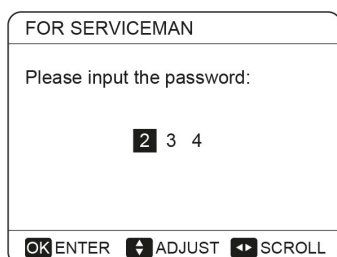 FOR SERVICEMAN
Please input the password:
2 3 4
OK ENTER ADJUST SCROLL